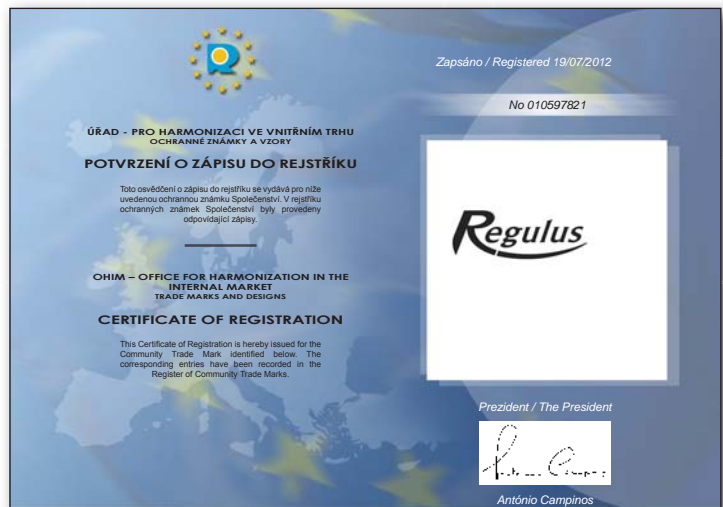 ÚŘAD - PRO HARMONIZACI VE VNITŘNÍM TRHU
OCHRANNÉ ZNÁMKY A VZORY
POTVRZENÍ O ZÁPISU DO REJSTŘÍKU
Toto osvědčení o zápisu do rejstříku se vydává pro níže
uvedenou ochrannou známku Společenství. V rejstříku
ochranných známek Společenství byly provedeny
odpovídající zápisy.
OHIM – OFFICE FOR HARMONIZATION IN THE
INTERNAL MARKET
TRADE MARKS AND DESIGNS
CERTIFICATE OF REGISTRATION
This Certificate of Registration is hereby issued for the
Community Trade Mark identified below. The
corresponding entries have been recorded in the
Register of Community Trade Marks.
Zapsáno / Registered 19/07/2012
No 010597821
Regulus
Prezident / The President
António Campinos